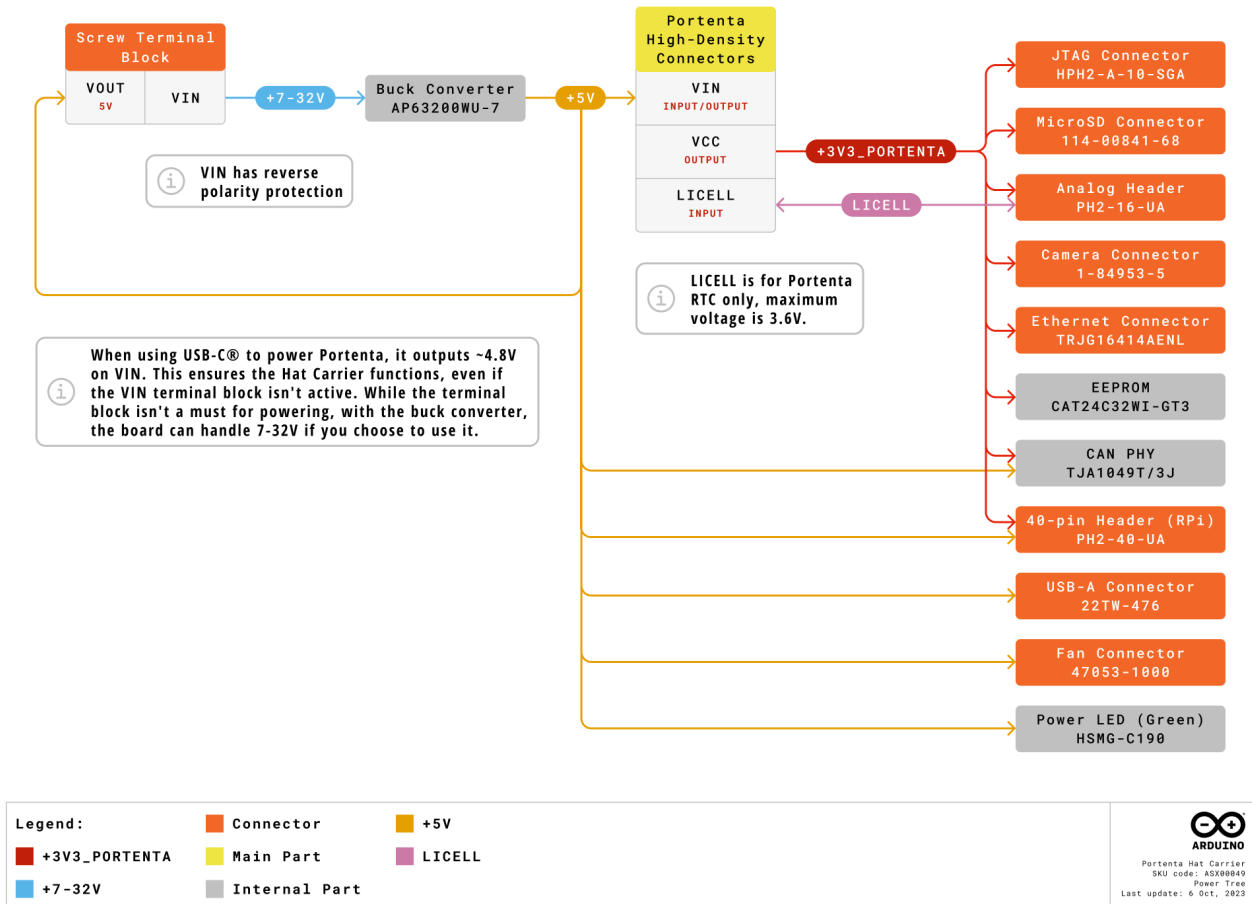 Screw Terminal
Block
VOUT
5V
VIN
+7-32V
Buck Converter
AP63200WU-7
+5V
Portenta
High-Density
Connectors
VIN
INPUT/OUTPUT
VCC
OUTPUT
LICELL
INPUT
+3V3_PORTENTA
LICELL
VIN has reverse
polarity protection
LICELL is for Portenta
RTC only, maximum
voltage is 3.6V.
When using USB-C® to power Portenta, it outputs ~4.8V
on VIN. This ensures the Hat Carrier functions, even if
the VIN terminal block isn't active. While the terminal
block isn't a must for powering, with the buck converter,
the board can handle 7-32V if you choose to use it.
JTAG Connector
HPH2-A-10-SGA
MicroSD Connector
114-00841-68
Analog Header
PH2-16-UA
Camera Connector
1-84953-5
Ethernet Connector
TRJG16414AENL
EEPROM
CAT24C32WI-GT3
CAN PHY
TJA1049T/3J
40-pin Header (RPi)
PH2-40-UA
USB-A Connector
22TW-476
Fan Connector
47053-1000
Power LED (Green)
HSMG-C190
Legend:
+3V3_PORTENTA
+7-32V
Connector
Main Part
Internal Part
+5V
LICELL
ARDUINO
Portenta Hat Carrier
SKU code: ASX00049
Power Tree
Last update: 6 Oct, 2023